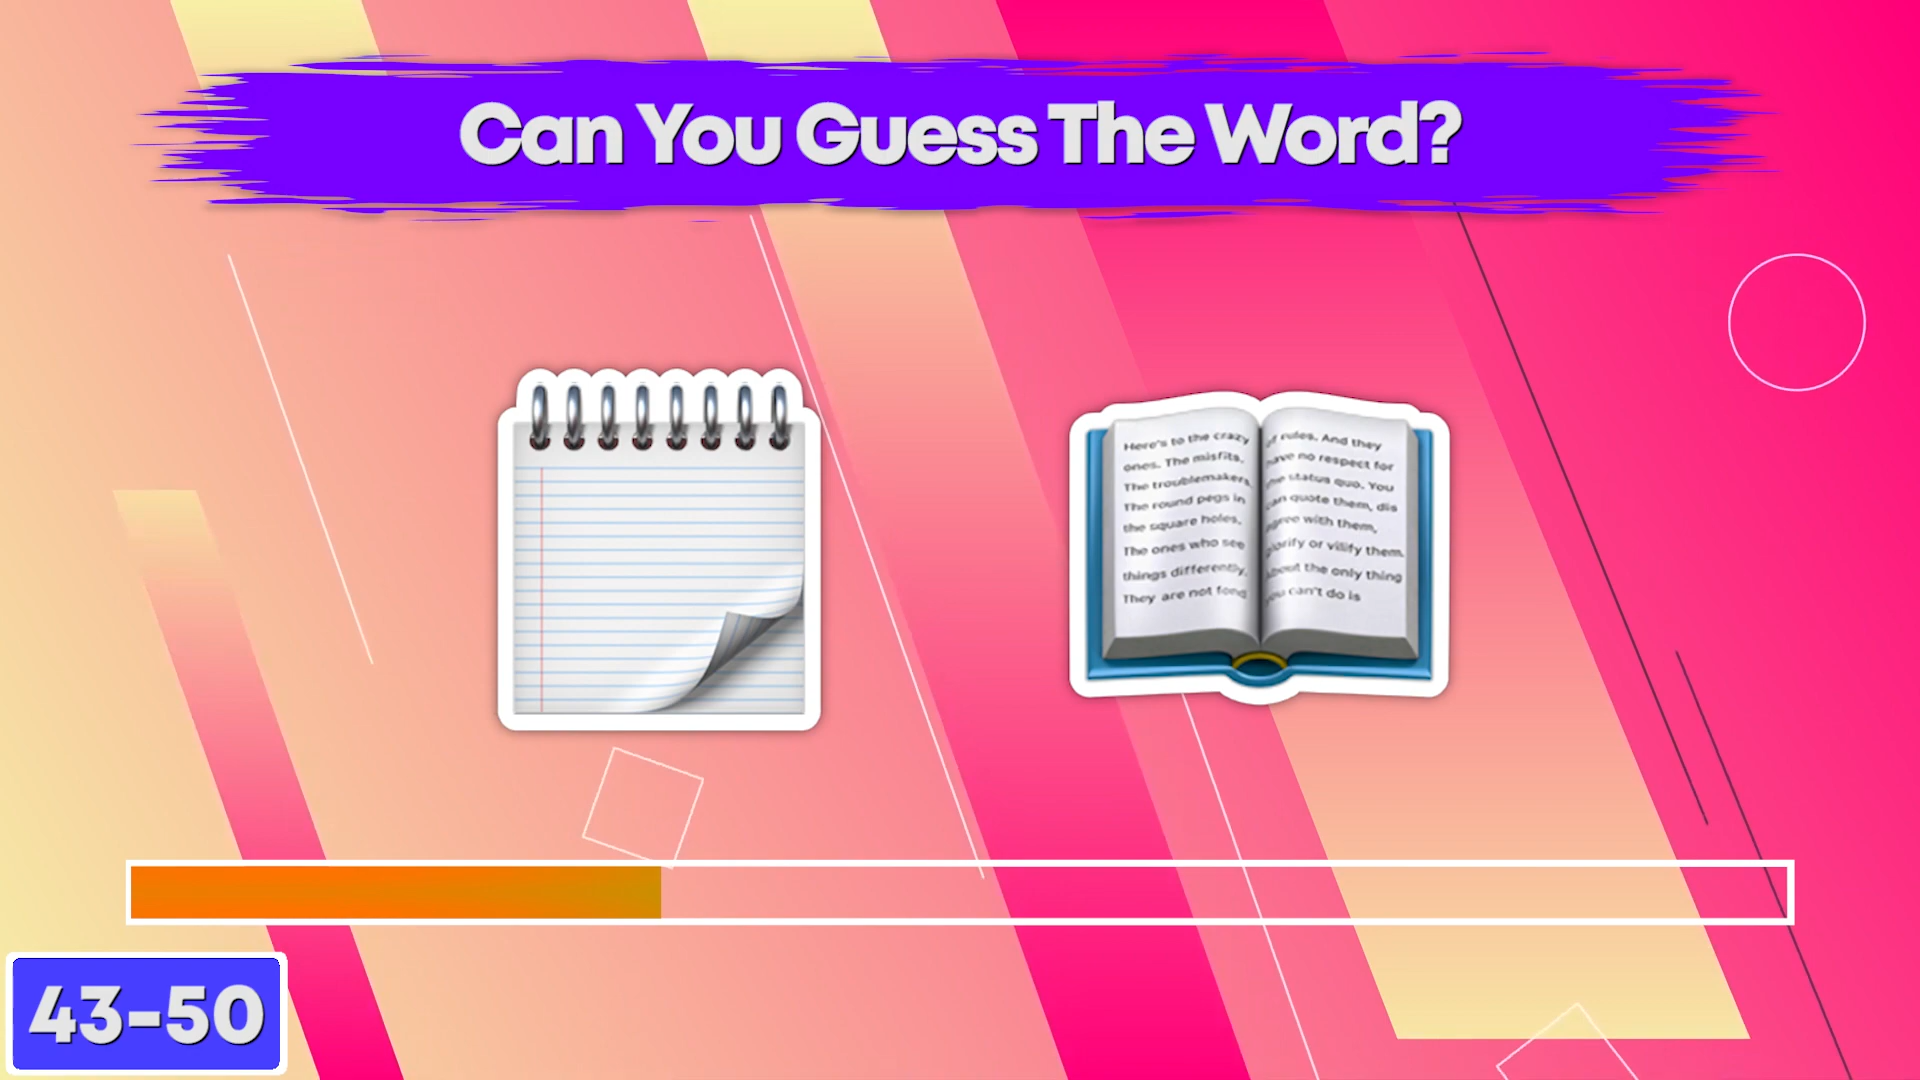 Can You Guess The Word?
Here's to the crazy
ones. The misfits.
The troublemakers.
The round pegs in
the square holes.
The ones who see
things differently.
They are not fond
of rules. And they
have no respect for
the status quo. You
can quote them, dis
agree with them,
glorify or vilify them.
About the only thing
you can't do is
43-50